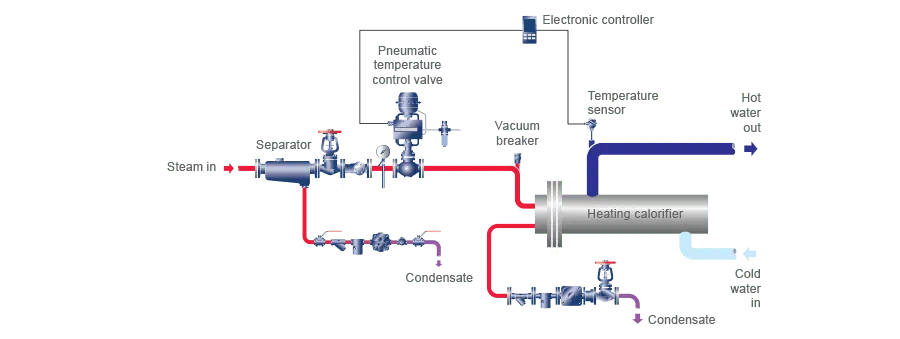 Electronic controller
Pneumatic
temperature
control valve
Temperature
sensor
Hot
water
out
Vacuum
breaker
Separator
Steam in
Heating calorifier
Condensate
Cold
water
in
Condensate